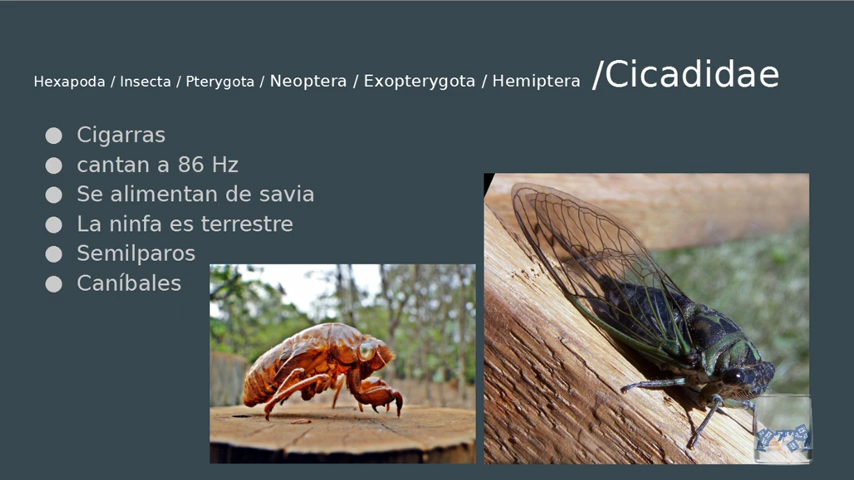 Hexapoda / Insecta / Pterygota / Neoptera / Exopterygota / Hemiptera /Cicadidae
Cigarras
cantan a 86 Hz
Se alimentan de savia
La ninfa es terrestre
Semilparos
Caníbales